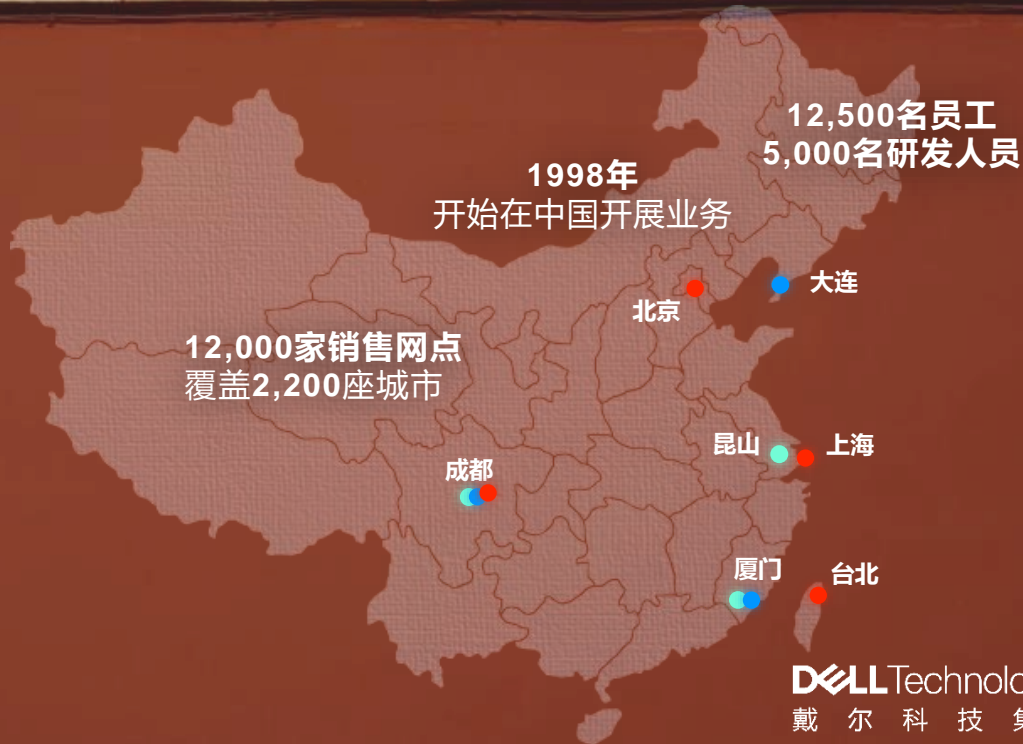 12,500名员工
5,000名研发人员
1998年
开始在中国开展业务
大连
北京
12,000家销售网点
覆盖2,200座城市
昆山
上海
成都
厦门
台北
DELLTechnolo
戴尔科技